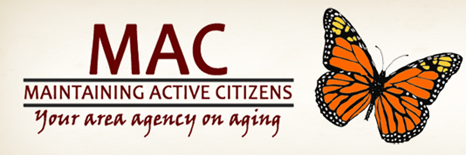 MAC
MAINTAINING ACTIVE CITIZENS
Your area agency on aging